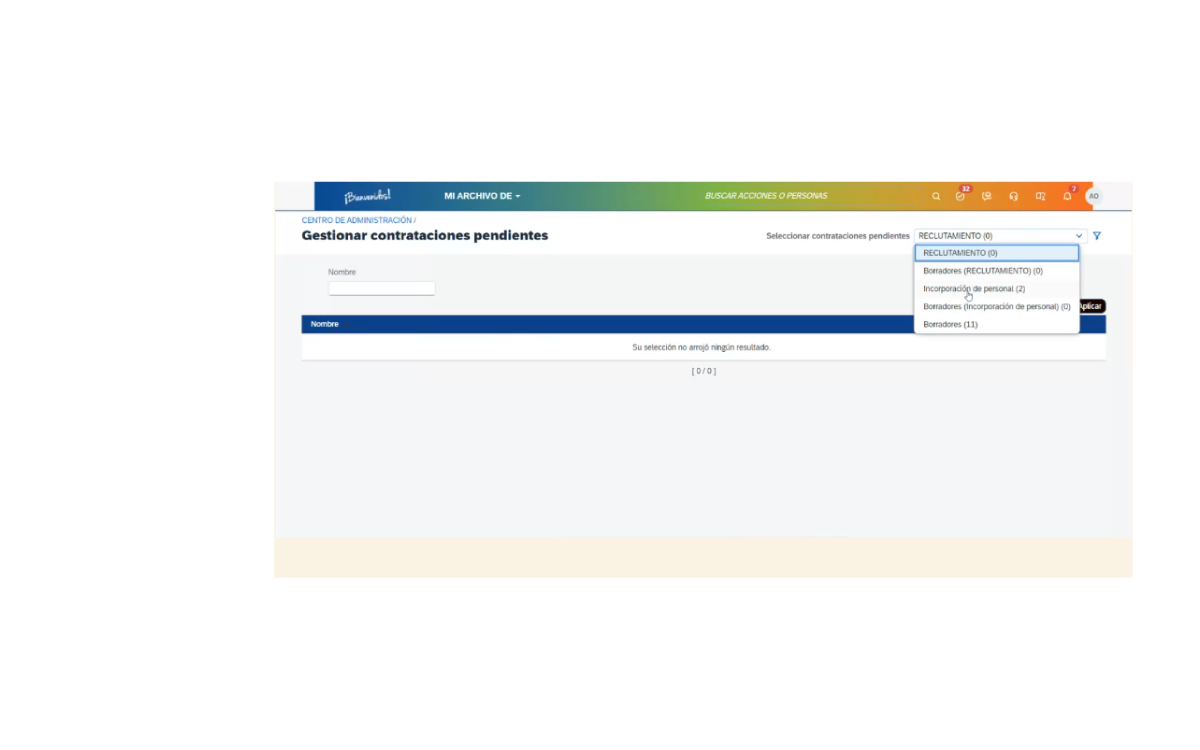 ¡Bienvenidos! MI ARCHIVO DE BUSCAR ACCIONES O PERSONAS 32 7 AO
CENTRO DE ADMINISTRACIÓN /
Gestionar contrataciones pendientes Seleccionar contrataciones pendientes RECLUTAMIENTO (0)
RECLUTAMIENTO (0)
Nombre Borradores (RECLUTAMIENTO) (0)
Incorporación de personal (2)
Borradores (Incorporación de personal) (0) Aplicar
Nombre Borradores (11)
Su selección no arrojó ningún resultado.
[ 0 / 0 ]